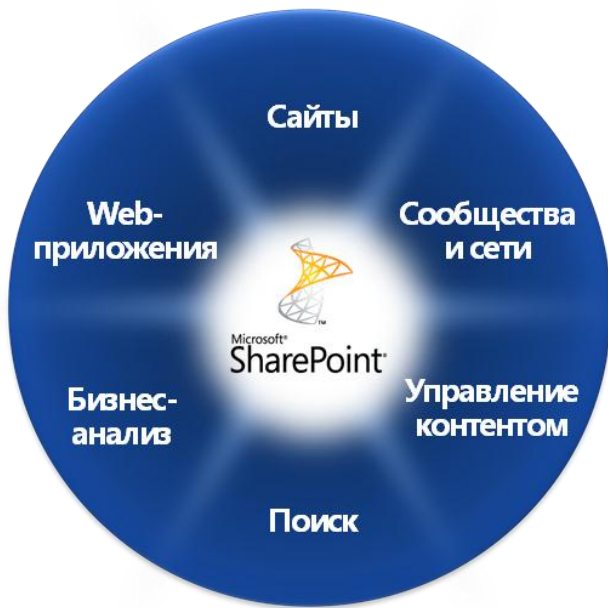 Сайты
Сообщества
и сети
Управление
контентом
Поиск
Бизнес-
анализ
Web-
приложения
Microsoft®
SharePoint®